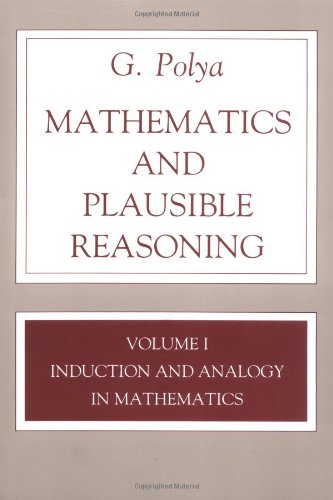 G. Polya
MATHEMATICS
AND
PLAUSIBLE
REASONING
VOLUME I
INDUCTION AND ANALOGY
IN MATHEMATICS